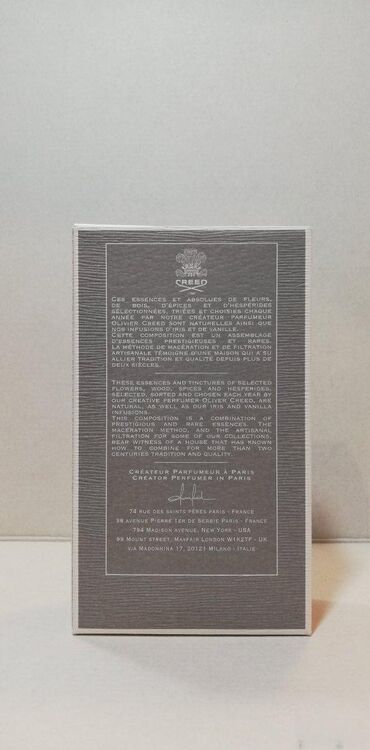 CREED
CES ESSENCES ET ABSOLUES DE FLEURS,
DE BOIS, D'ÉPICES ET D'HESPÉRIDES
SÉLECTIONNÉES, TRIÉES ET CHOISIES CHAQUE
ANNÉE PAR NOTRE CRÉATEUR PARFUMEUR
OLIVIER CREED SONT NATURELLES AINSI QUE
NOS INFUSIONS D'IRIS ET DE VANILLE.
CETTE COMPOSITION EST UN ASSEMBLAGE
D'ESSENCES PRESTIGIEUSES ET RARES.
LA MÉTHODE DE MACÉRATION ET DE FILTRATION
ARTISANALE TÉMOIGNE D'UNE MAISON QUI A SU
ALLIER TRADITION ET QUALITÉ DEPUIS PLUS DE
DEUX SIÈCLES.
THESE ESSENCES AND TINCTURES OF SELECTED
FLOWERS, WOOD, SPICES AND HESPERIDES,
SELECTED, SORTED AND CHOSEN EACH YEAR BY
OUR CREATIVE PERFUMER OLIVER CREED, ARE
NATURAL, AS WELL AS OUR IRIS AND VANILLA
INFUSIONS.
THIS COMPOSITION IS A COMBINATION OF
PRESTIGIOUS AND RARE ESSENCES. THE
MACERATION METHOD, AND THE ARTISANAL
FILTRATION FOR SOME OF OUR COLLECTIONS,
BEAR WITNESS OF A HOUSE THAT HAS KNOWN
HOW TO COMBINE FOR MORE THAN TWO
CENTURIES TRADITION AND QUALITY.
CRÉATEUR PARFUMEUR À PARIS
CREATOR PERFUMER IN PARIS
74 RUE DES SAINTS PÈRES PARIS - FRANCE
38 AVENUE PIERRE 1ER DE SERBIE PARIS - FRANCE
794 MADISON AVENUE, NEW YORK - USA
99 MOUNT STREET, MAYFAIR LONDON W1K2TF - UK
VIA MADONNINA 17, 20121 MILANO - ITALIE